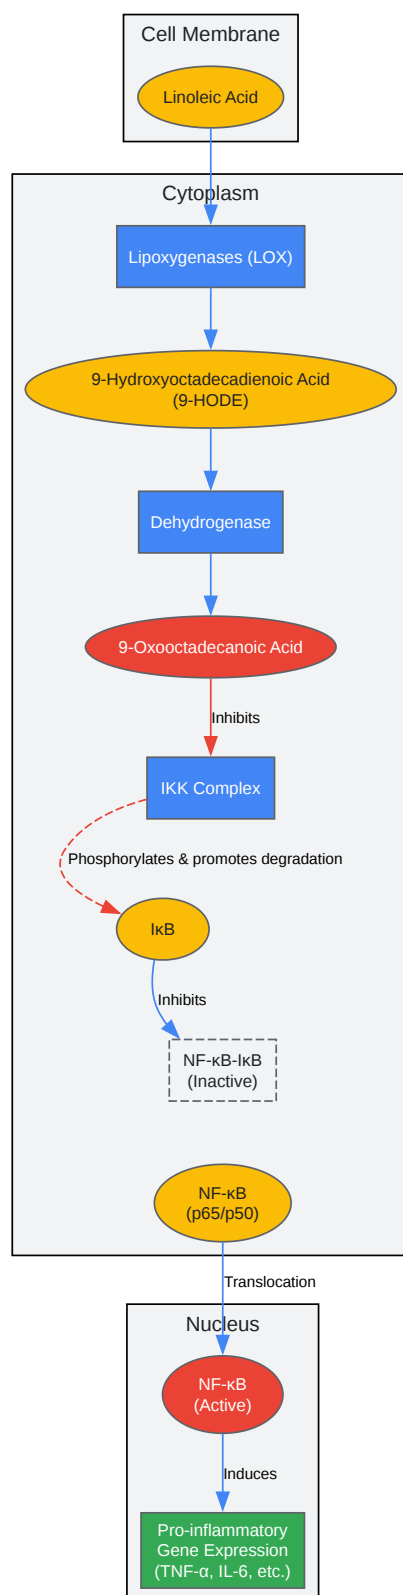 Cell Membrane
Linoleic Acid
Cytoplasm
Lipoxygenases (LOX)
9-Hydroxyoctadecadienoic Acid
(9-HODE)
Dehydrogenase
9-Oxooctadecanoic Acid
Inhibits
IKK Complex
Phosphorylates & promotes degradation
IκB
Inhibits
NF-κB-IκB
(Inactive)
NF-κB
(p65/p50)
Translocation
Nucleus
NF-κB
(Active)
Induces
Pro-inflammatory
Gene Expression
(TNF-α, IL-6, etc.)